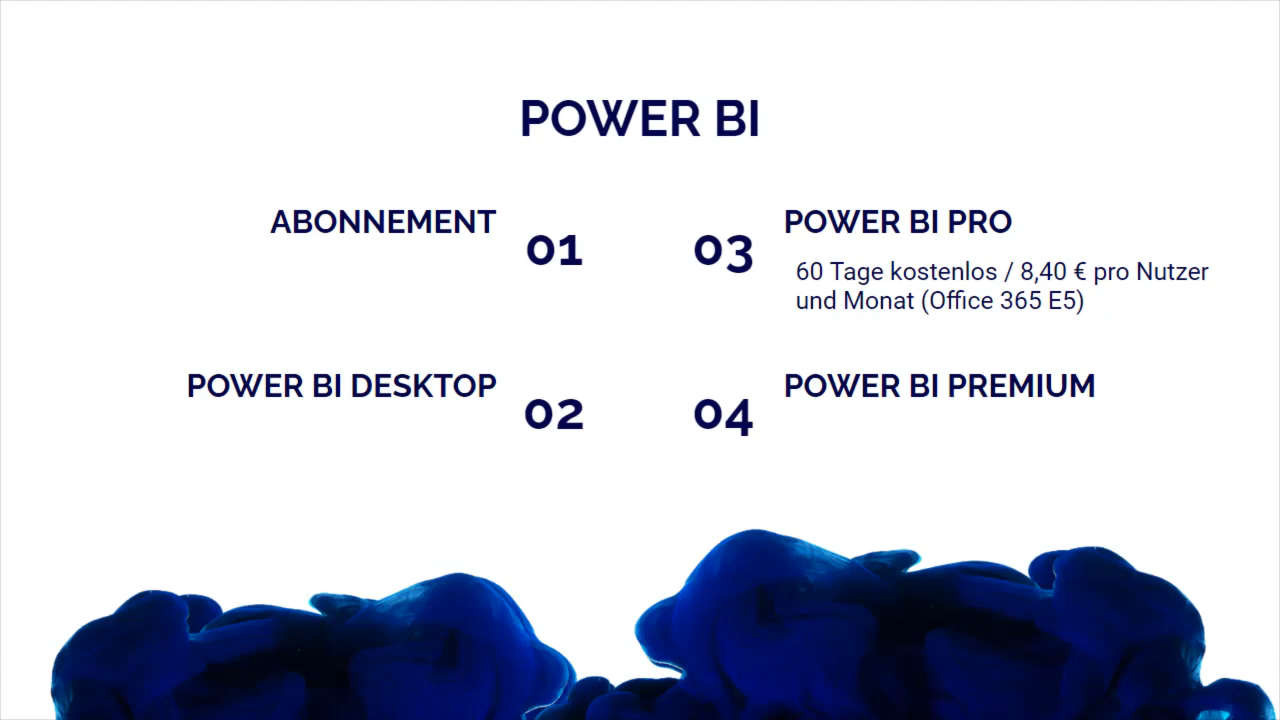 POWER BI
ABONNEMENT
01
POWER BI DESKTOP
02
03
POWER BI PRO
60 Tage kostenlos / 8,40 € pro Nutzer
und Monat (Office 365 E5)
04
POWER BI PREMIUM